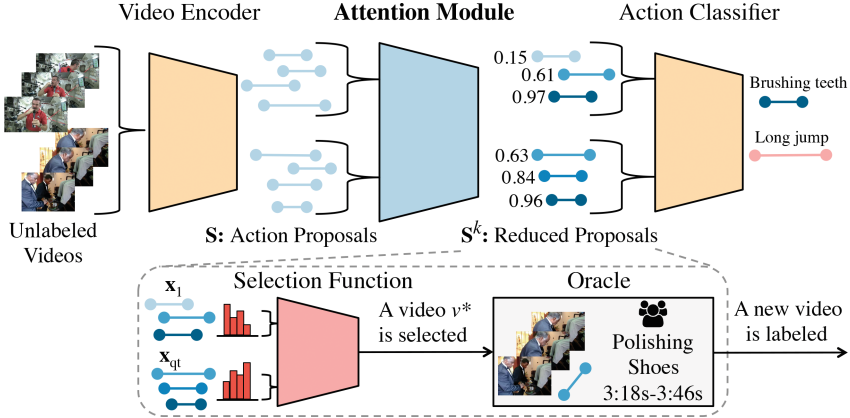 Video Encoder
Attention Module
Action Classifier
0.15
0.61
0.97
Brushing teeth
Long jump
0.63
0.84
0.96
Unlabeled
Videos
S: Action Proposals
Sᵏ: Reduced Proposals
Selection Function
Oracle
x₁
x_qt
A video v*
is selected
Polishing
Shoes
3:18s-3:46s
A new video
is labeled